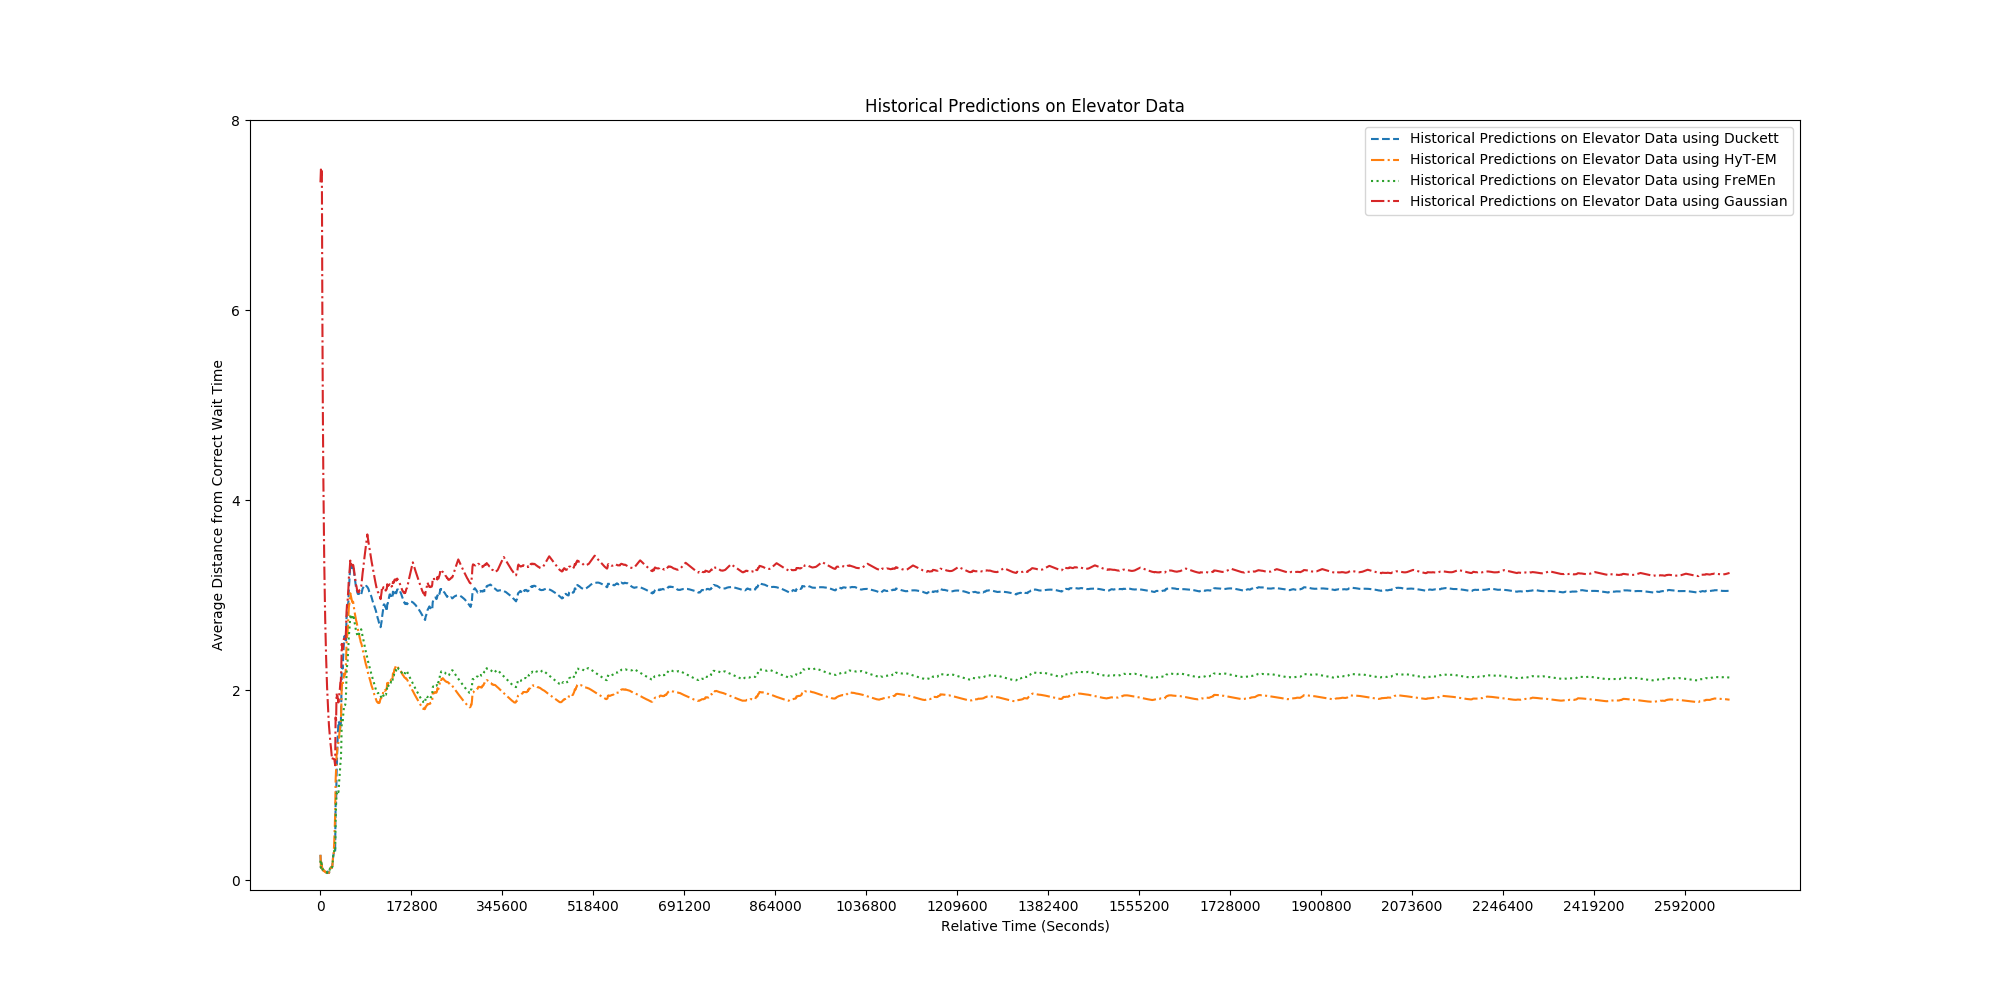 Historical Predictions on Elevator Data
8
6
4
2
0
Average Distance from Correct Wait Time
Historical Predictions on Elevator Data using Duckett
Historical Predictions on Elevator Data using HyT-EM
Historical Predictions on Elevator Data using FreMEn
Historical Predictions on Elevator Data using Gaussian
0 172800 345600 518400 691200 864000 1036800 1209600 1382400 1555200 1728000 1900800 2073600 2246400 2419200 2592000
Relative Time (Seconds)